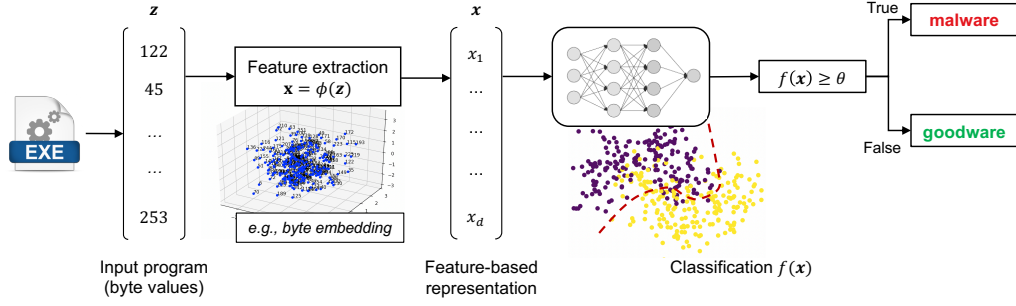 z
122
45
...
...
253
Input program
(byte values)
EXE
Feature extraction
x = ϕ(z)
e.g., byte embedding
x
x₁
...
...
...
x_d
Feature-based
representation
Classification f(x)
f(x) ≥ θ
True
malware
False
goodware